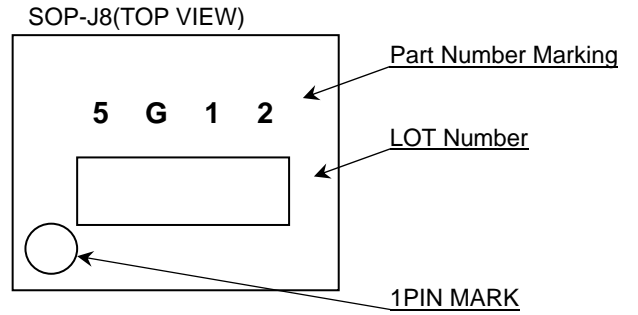 SOP-J8(TOP VIEW)
Part Number Marking
5 G 1 2
LOT Number
1PIN MARK